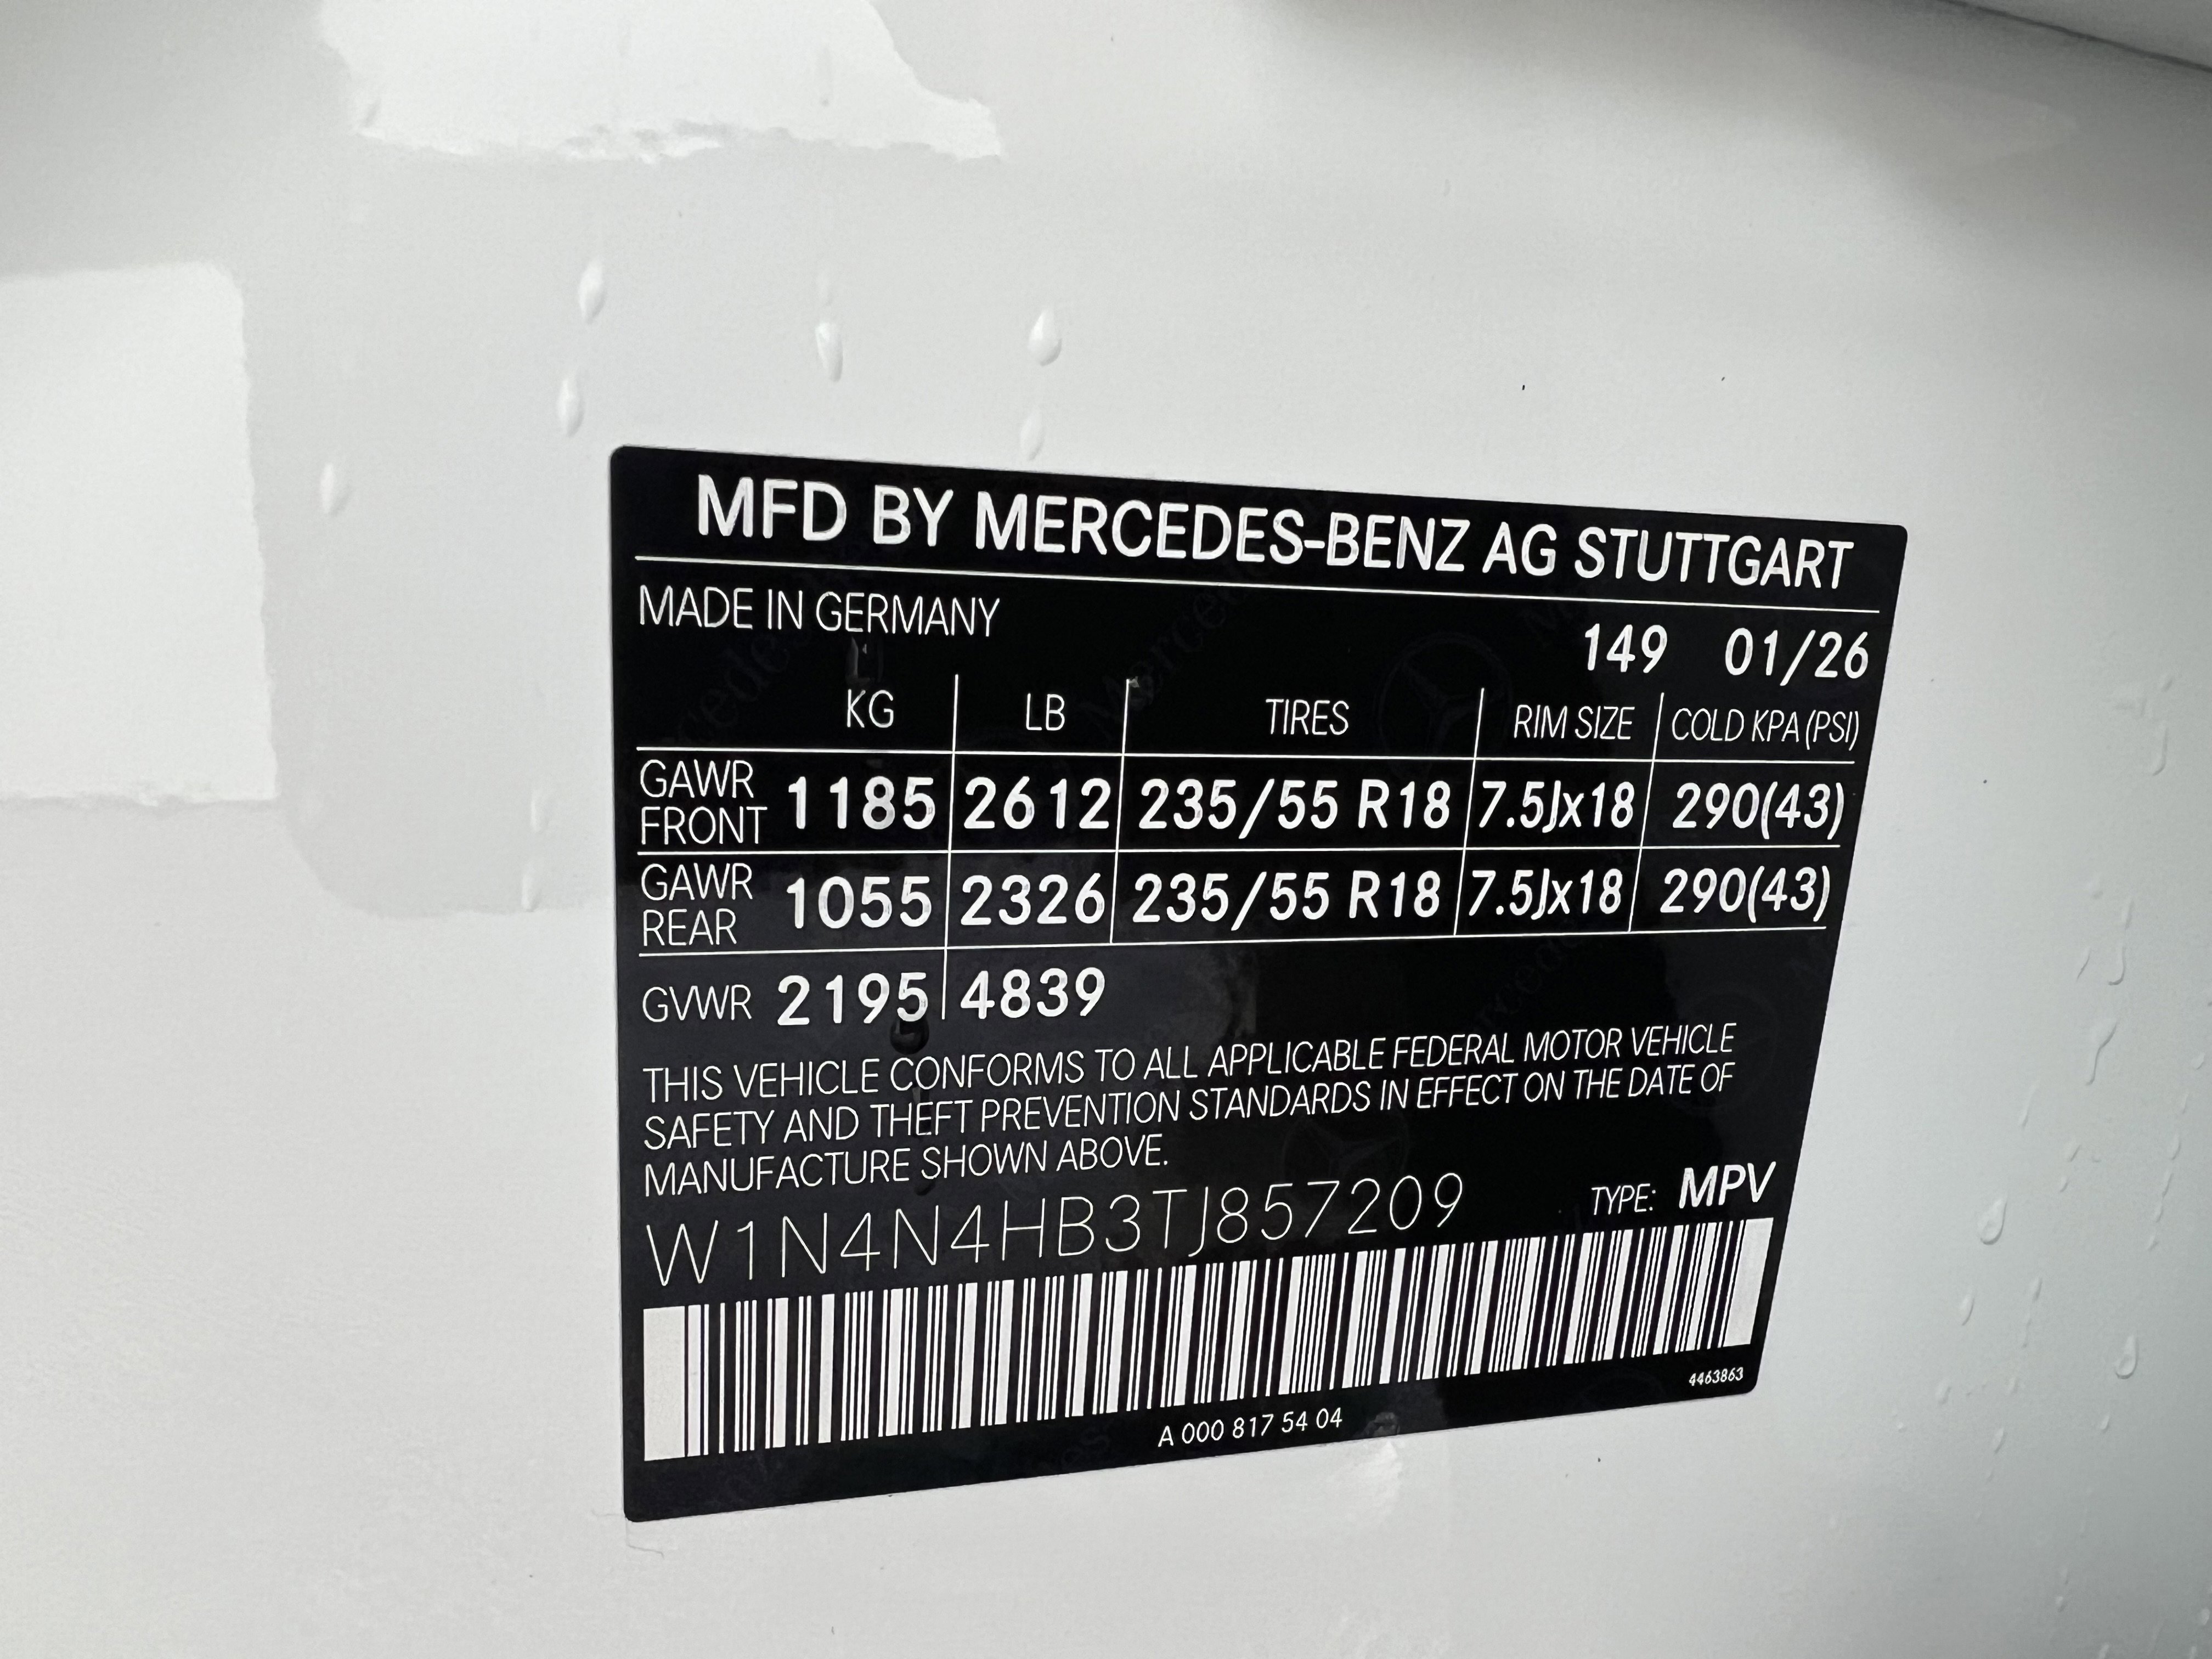 MFD BY MERCEDES-BENZ AG STUTTGART
MADE IN GERMANY
149 01/26
KG LB TIRES RIM SIZE COLD KPA (PSI)
GAWR FRONT 1185 2612 235/55 R18 7.5Jx18 290(43)
GAWR REAR 1055 2326 235/55 R18 7.5Jx18 290(43)
GVWR 2195 4839
THIS VEHICLE CONFORMS TO ALL APPLICABLE FEDERAL MOTOR VEHICLE
SAFETY AND THEFT PREVENTION STANDARDS IN EFFECT ON THE DATE OF
MANUFACTURE SHOWN ABOVE.
W1N4N4HB3TJ857209 TYPE: MPV
4463863
A 000 817 54 04